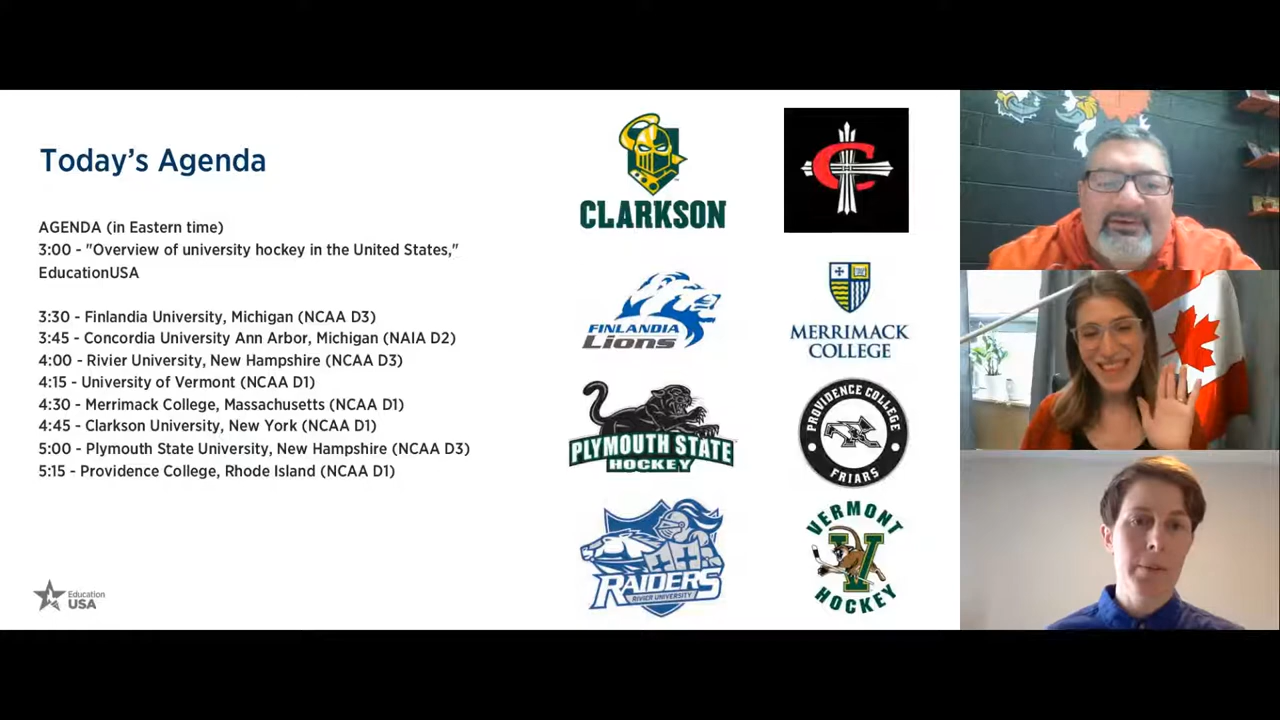 Today's Agenda
AGENDA (in Eastern time)
3:00 - "Overview of university hockey in the United States,"
EducationUSA
3:30 - Finlandia University, Michigan (NCAA D3)
3:45 - Concordia University Ann Arbor, Michigan (NAIA D2)
4:00 - Rivier University, New Hampshire (NCAA D3)
4:15 - University of Vermont (NCAA D1)
4:30 - Merrimack College, Massachusetts (NCAA D1)
4:45 - Clarkson University, New York (NCAA D1)
5:00 - Plymouth State University, New Hampshire (NCAA D3)
5:15 - Providence College, Rhode Island (NCAA D1)
Education
USA
CLARKSON
C
FINLANDIA
Lions
MERRIMACK
COLLEGE
PLYMOUTH STATE
HOCKEY
PROVIDENCE COLLEGE
FRIARS
RAIDERS
RIVIER UNIVERSITY
VERMONT
V
HOCKEY